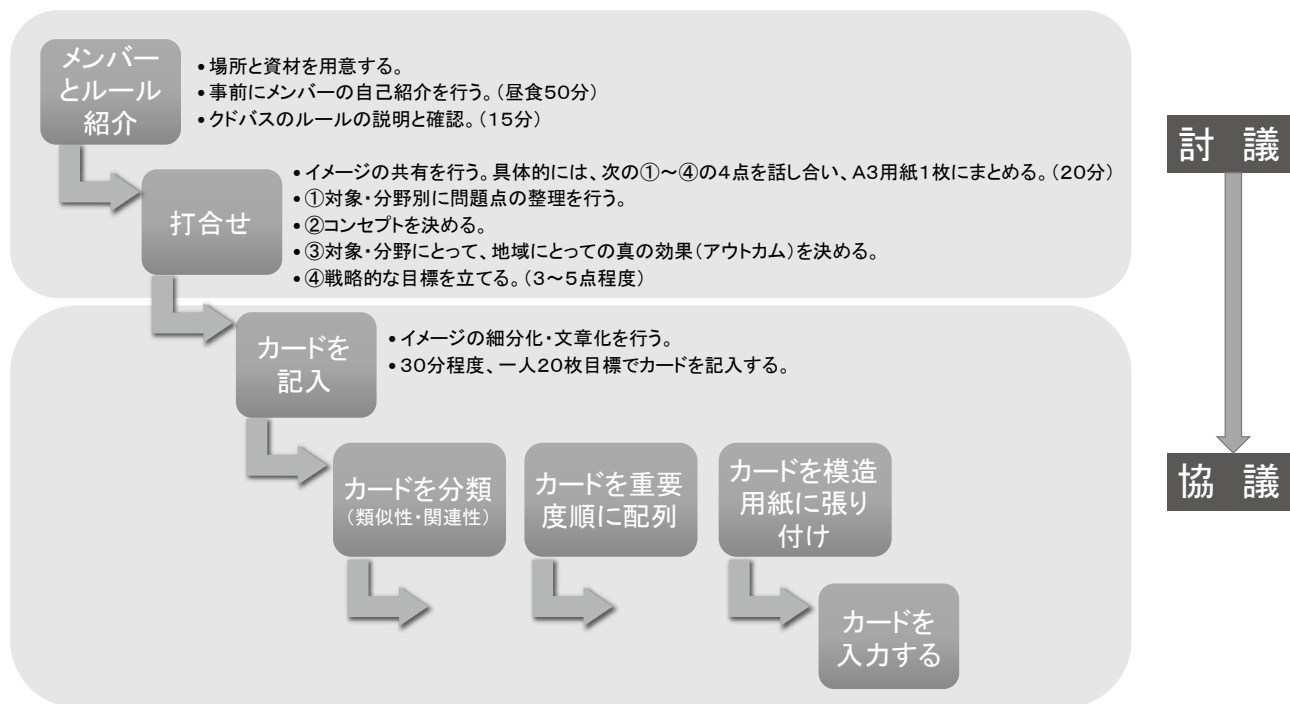 メンバー
とルール
紹介
•場所と資材を用意する。
•事前にメンバーの自己紹介を行う。(昼食50分)
•クドバスのルールの説明と確認。(15分)
打合せ
•イメージの共有を行う。具体的には、次の①～④の4点を話し合い、A3用紙1枚にまとめる。(20分)
•①対象・分野別に問題点の整理を行う。
•②コンセプトを決める。
•③対象・分野にとって、地域にとっての真の効果(アウトカム)を決める。
•④戦略的な目標を立てる。(3～5点程度)
カードを
記入
•イメージの細分化・文章化を行う。
•30分程度、一人20枚目標でカードを記入する。
カードを分類
(類似性・関連性)
カードを重要
度順に配列
カードを模造
用紙に張り
付け
カードを
入力する
討 議
協 議